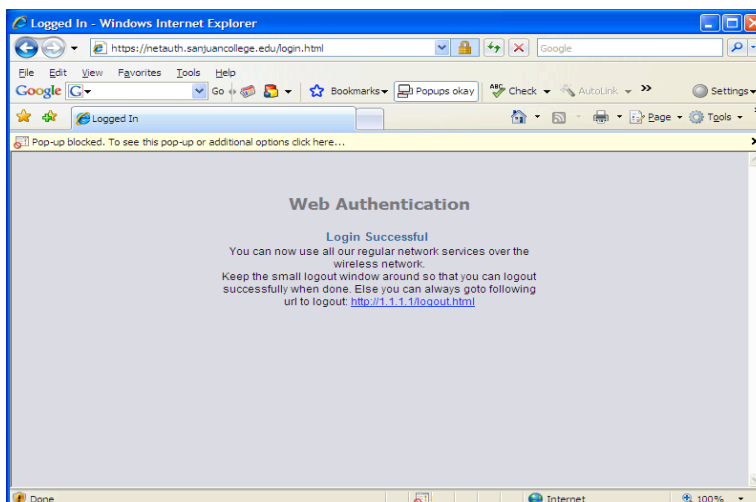 Logged In - Windows Internet Explorer
https://netauth.sanjuancollege.edu/login.html
Google
File Edit View Favorites Tools Help
Google G Go Bookmarks Popups okay ABC Check AutoLink >> Settings
Logged In Page Tools
Pop-up blocked. To see this pop-up or additional options click here...
Web Authentication
Login Successful
You can now use all our regular network services over the
wireless network.
Keep the small logout window around so that you can logout
successfully when done. Else you can always goto following
url to logout: http://1.1.1.1/logout.html
Done Internet 100%